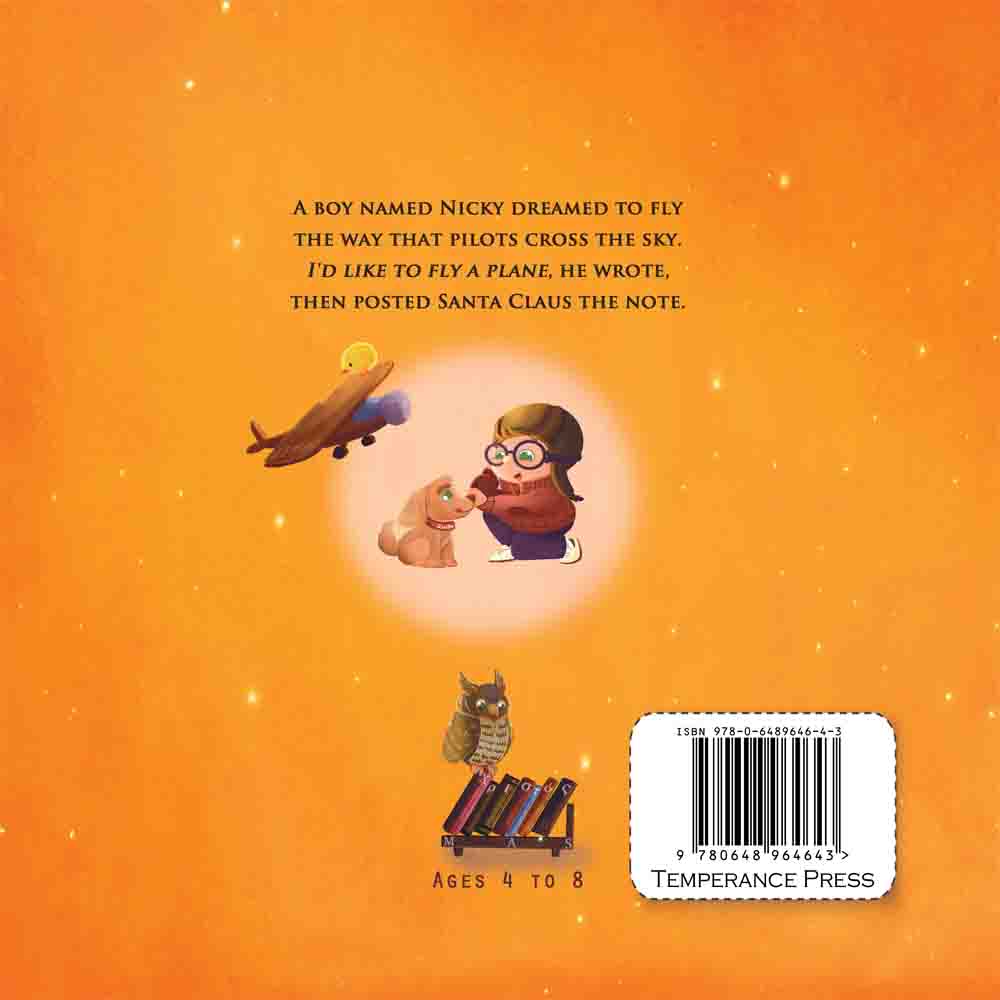 A BOY NAMED NICKY DREAMED TO FLY
THE WAY THAT PILOTS CROSS THE SKY.
I'D LIKE TO FLY A PLANE, HE WROTE,
THEN POSTED SANTA CLAUS THE NOTE.
M A S
AGES 4 TO 8
ISBN 978-0-6489646-4-3
9 780648 964643 >
TEMPERANCE PRESS